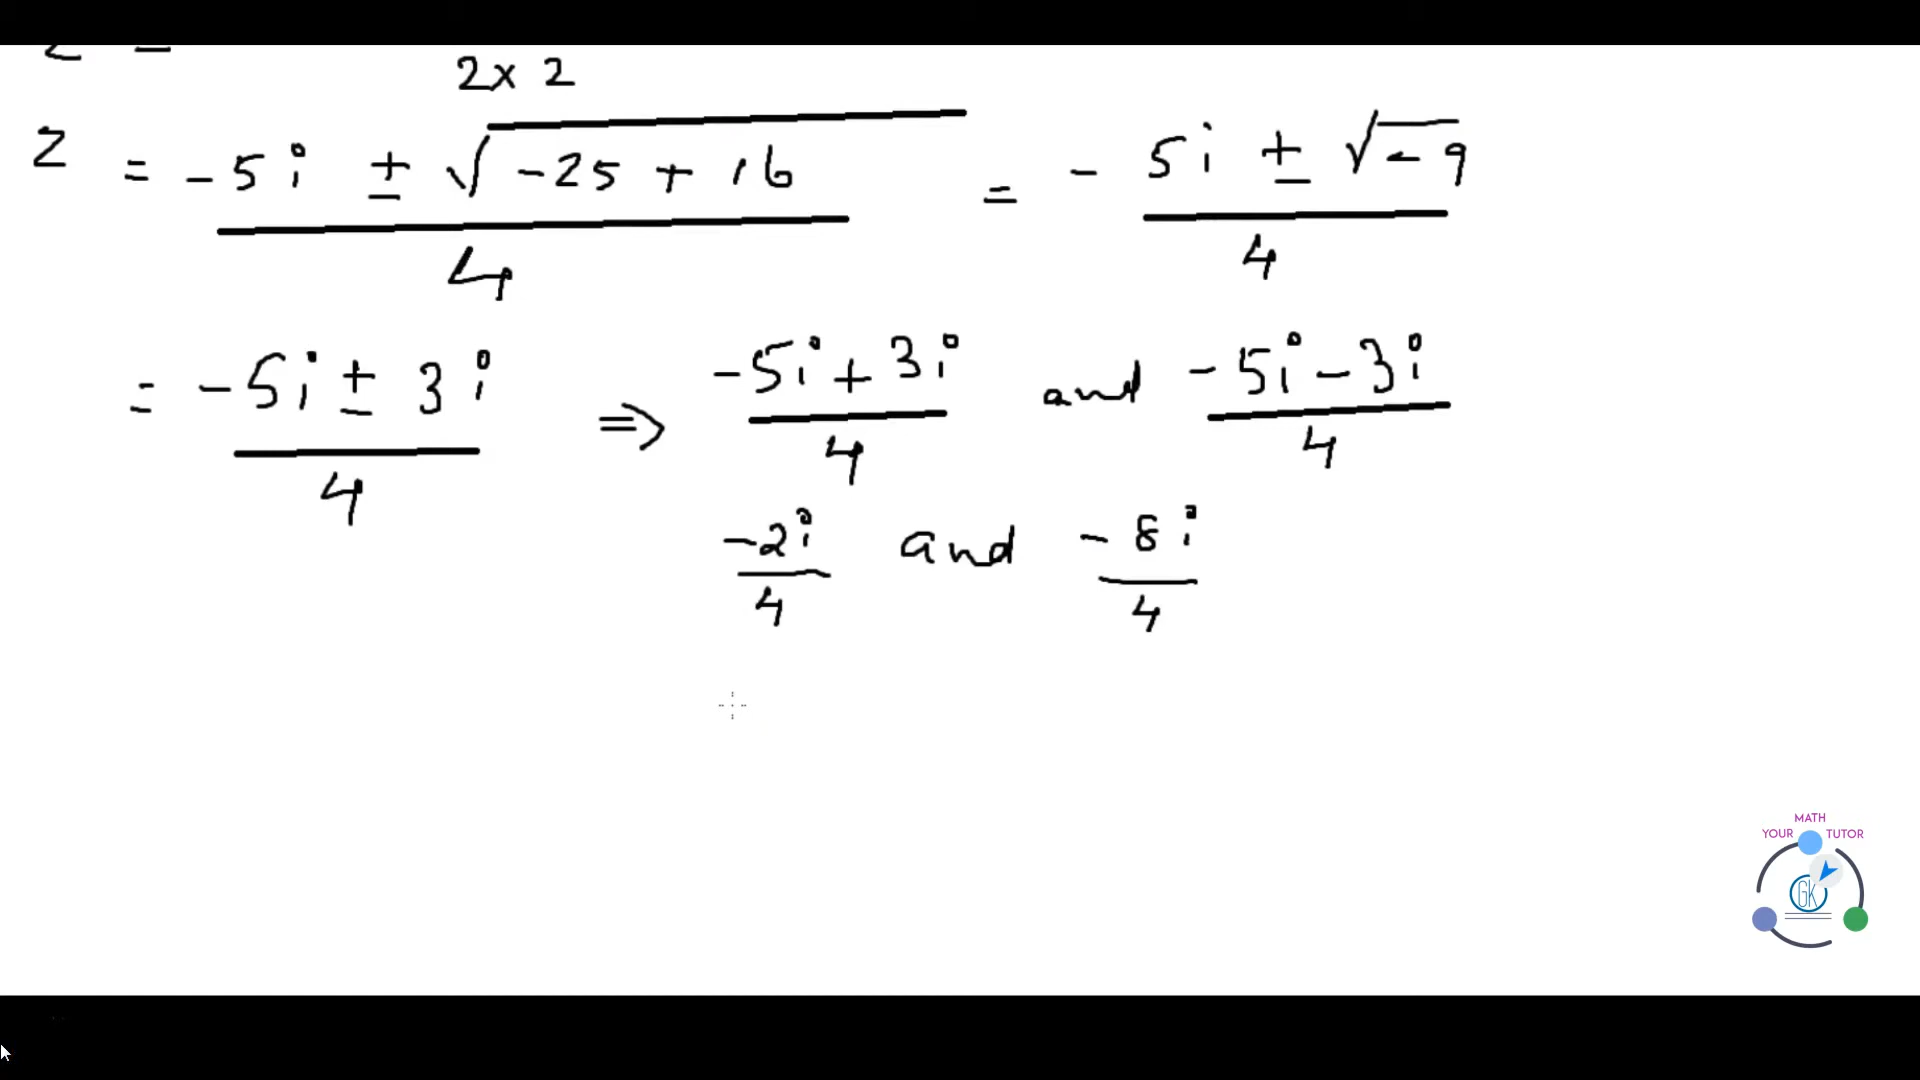 z =
2 x 2
z = -5i ± √-25 + 16 / 4 = -5i ± √-9 / 4
= -5i ± 3i / 4 ⇒ -5i + 3i / 4 and -5i - 3i / 4
-2i / 4 and -8i / 4
MATH
YOUR TUTOR
GK